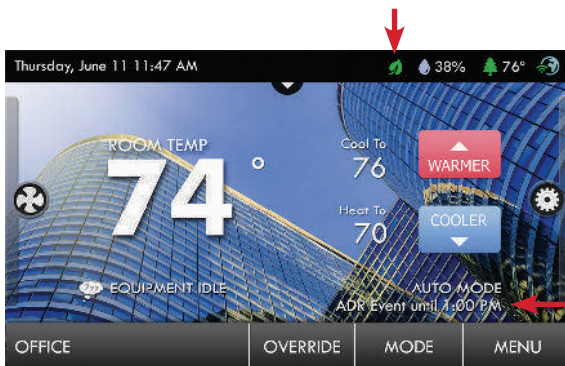 Thursday, June 11 11:47 AM 38% 76°
ROOM TEMP
74°
Cool To
76
WARMER
Heat To
70
COOLER
EQUIPMENT IDLE
AUTO MODE
ADR Event until 1:00 PM
OFFICE OVERRIDE MODE MENU